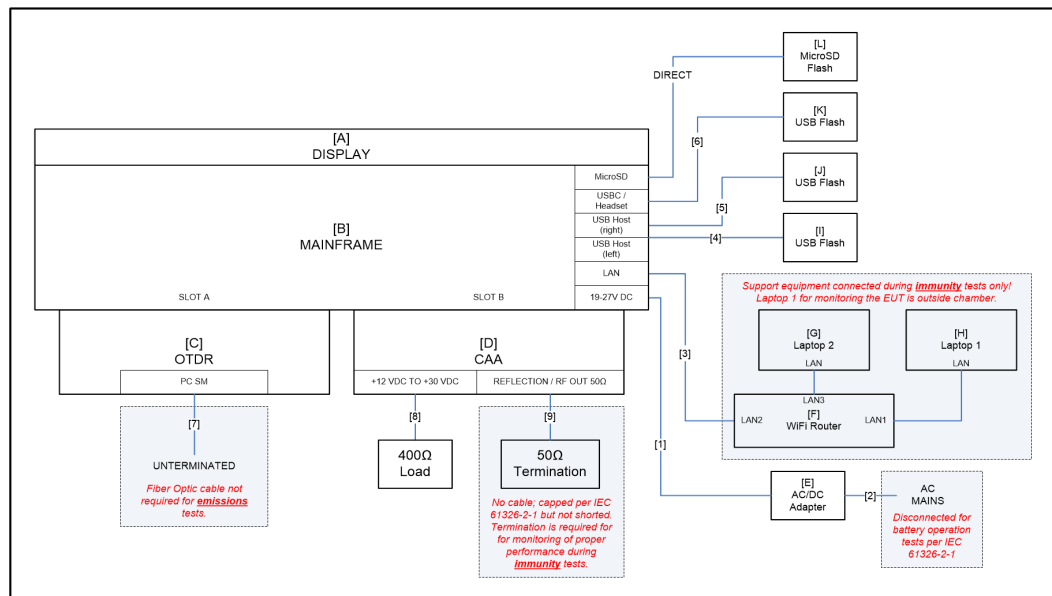 [L]
MicroSD
Flash
DIRECT
[K]
USB Flash
[6]
[A]
DISPLAY
[J]
USB Flash
MicroSD
USBC /
Headset
[5]
USB Host
(right)
[B]
MAINFRAME
[4]
[I]
USB Flash
USB Host
(left)
LAN
SLOT A
SLOT B
19-27V DC
Support equipment connected during immunity tests only!
Laptop 1 for monitoring the EUT is outside chamber.
[G]
Laptop 2
LAN
[H]
Laptop 1
LAN
[3]
[C]
OTDR
PC SM
[D]
CAA
+12 VDC TO +30 VDC
REFLECTION / RF OUT 50Ω
LAN3
LAN2
[F]
WiFi Router
LAN1
[7]
UNTERMINATED
Fiber Optic cable not
required for emissions
tests.
[8]
400Ω
Load
[9]
50Ω
Termination
No cable; capped per IEC
61326-2-1 but not shorted.
Termination is required for
for monitoring of proper
performance during
immunity tests.
[1]
[E]
AC/DC
Adapter
[2]
AC
MAINS
Disconnected for
battery operation
tests per IEC
61326-2-1